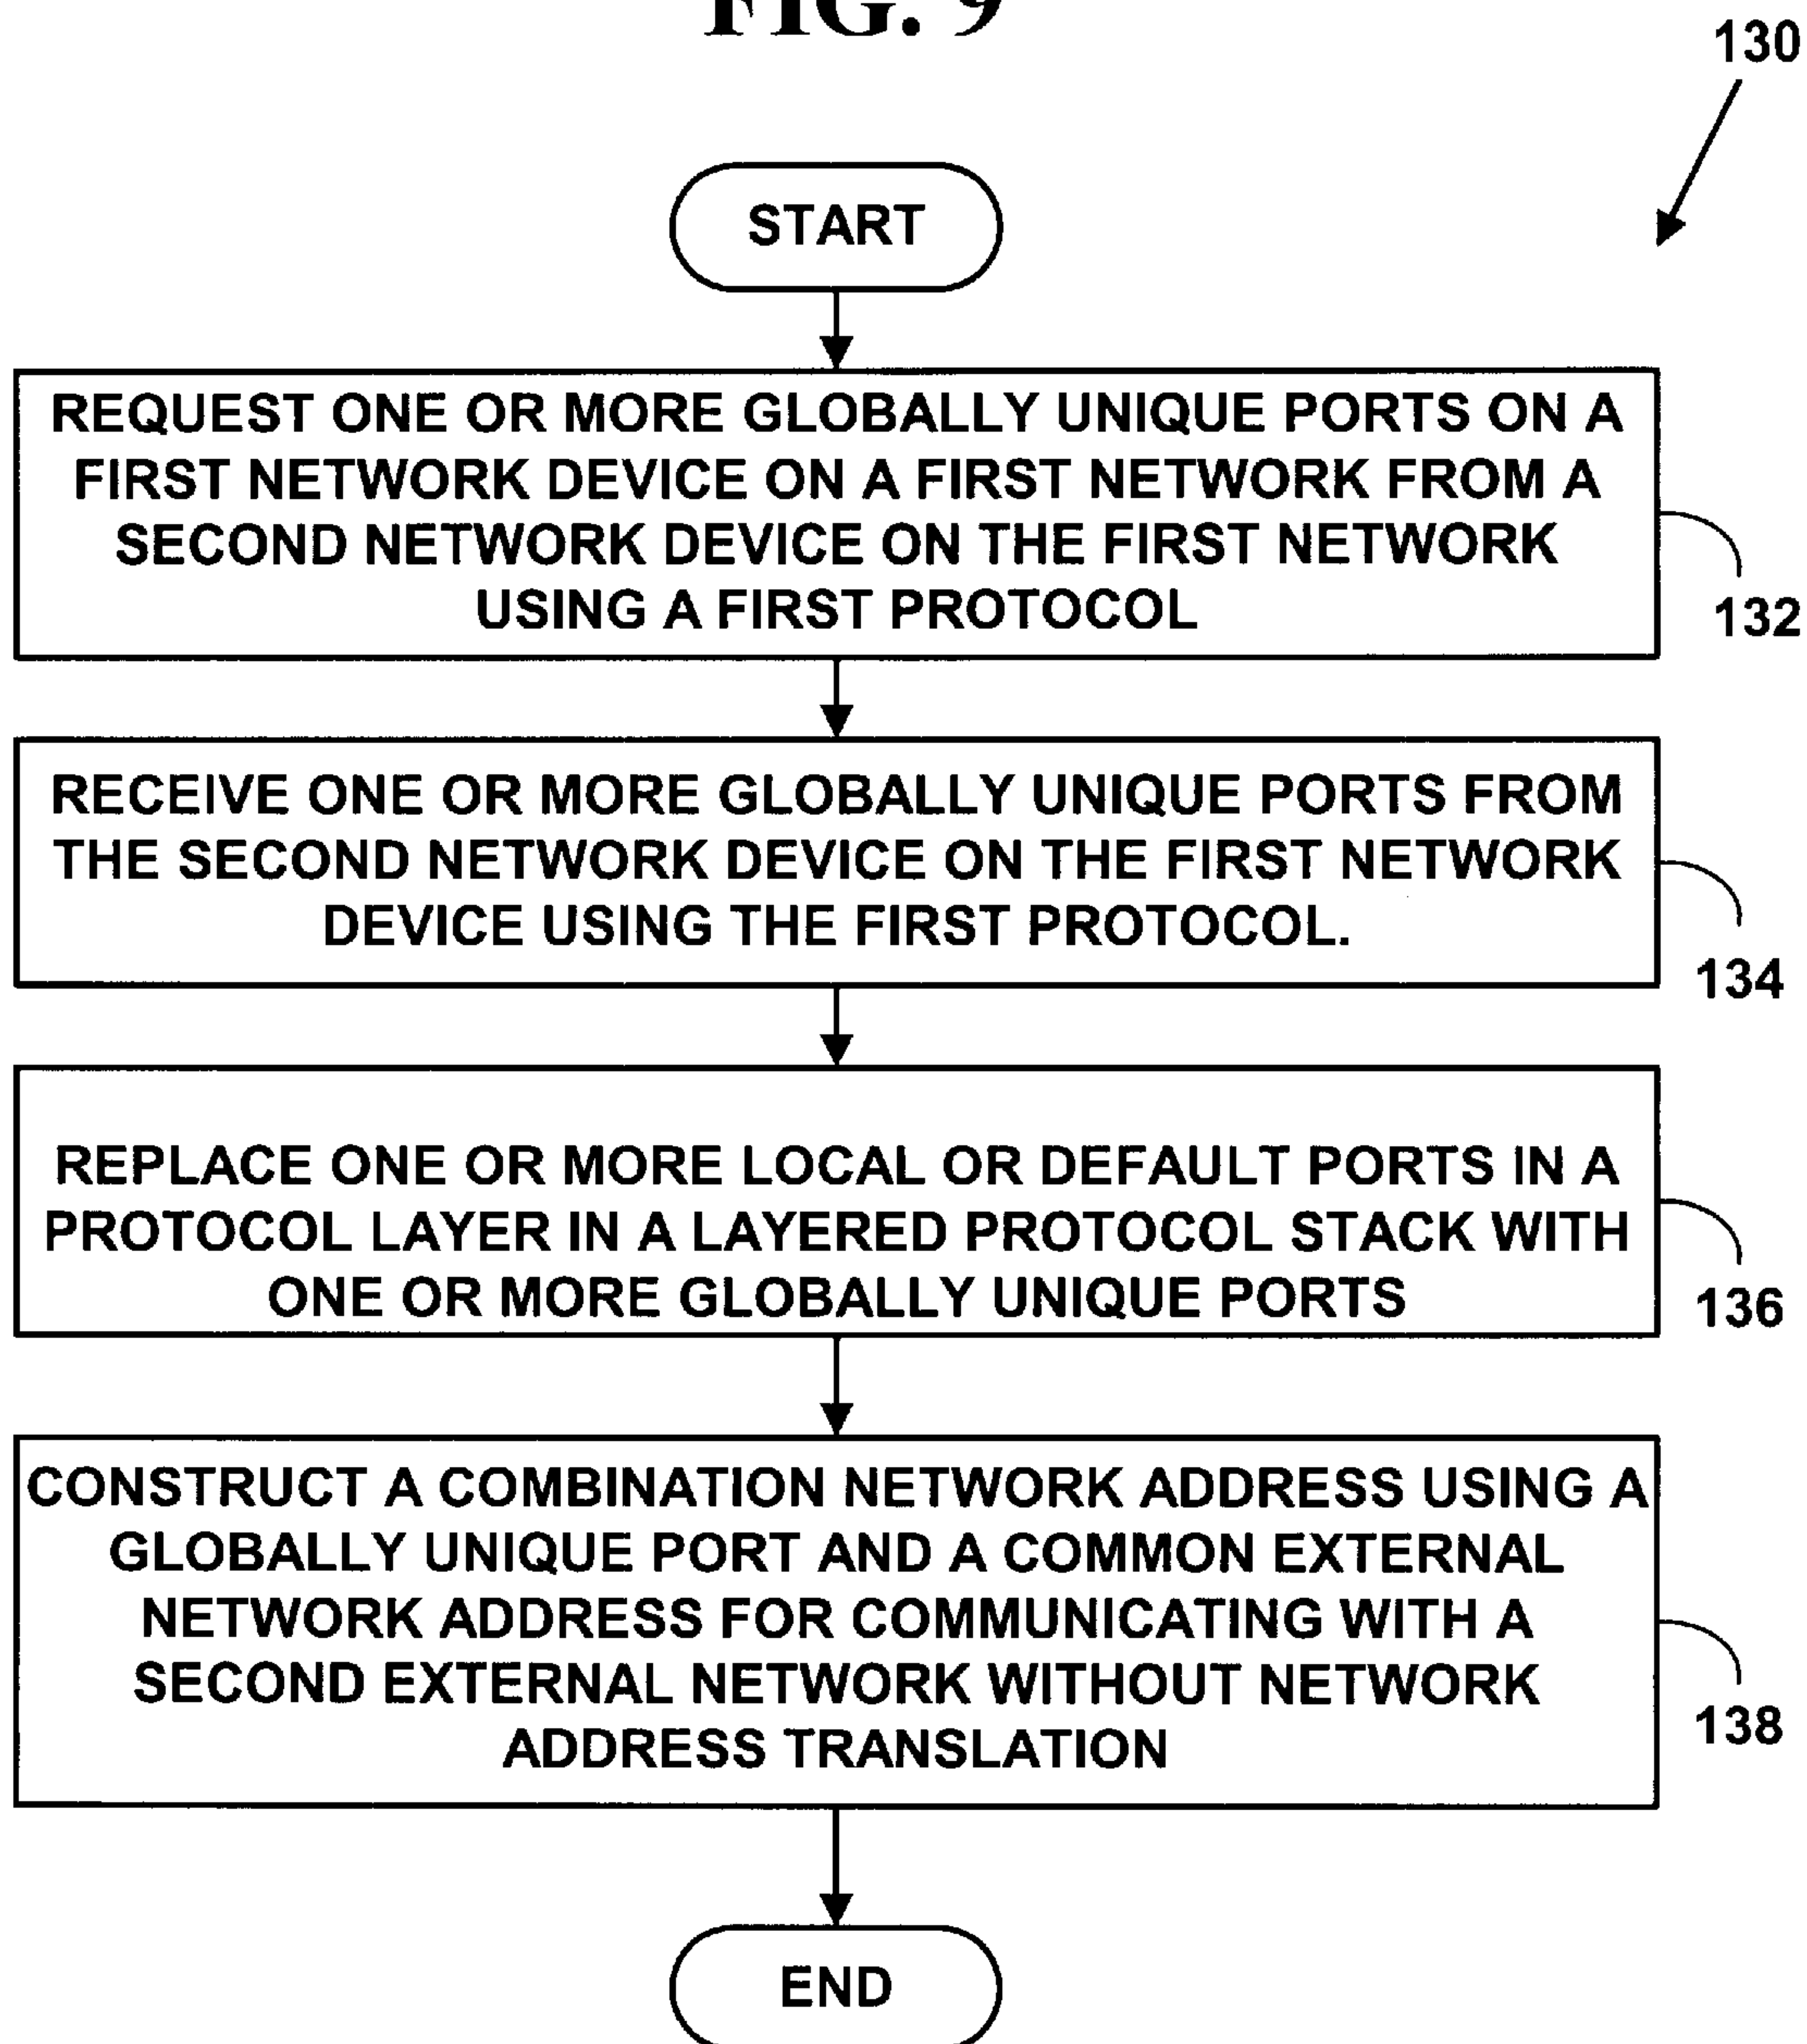 FIG. 9
130
START
REQUEST ONE OR MORE GLOBALLY UNIQUE PORTS ON A
FIRST NETWORK DEVICE ON A FIRST NETWORK FROM A
SECOND NETWORK DEVICE ON THE FIRST NETWORK
USING A FIRST PROTOCOL
132
RECEIVE ONE OR MORE GLOBALLY UNIQUE PORTS FROM
THE SECOND NETWORK DEVICE ON THE FIRST NETWORK
DEVICE USING THE FIRST PROTOCOL.
134
REPLACE ONE OR MORE LOCAL OR DEFAULT PORTS IN A
PROTOCOL LAYER IN A LAYERED PROTOCOL STACK WITH
ONE OR MORE GLOBALLY UNIQUE PORTS
136
CONSTRUCT A COMBINATION NETWORK ADDRESS USING A
GLOBALLY UNIQUE PORT AND A COMMON EXTERNAL
NETWORK ADDRESS FOR COMMUNICATING WITH A
SECOND EXTERNAL NETWORK WITHOUT NETWORK
ADDRESS TRANSLATION
138
END